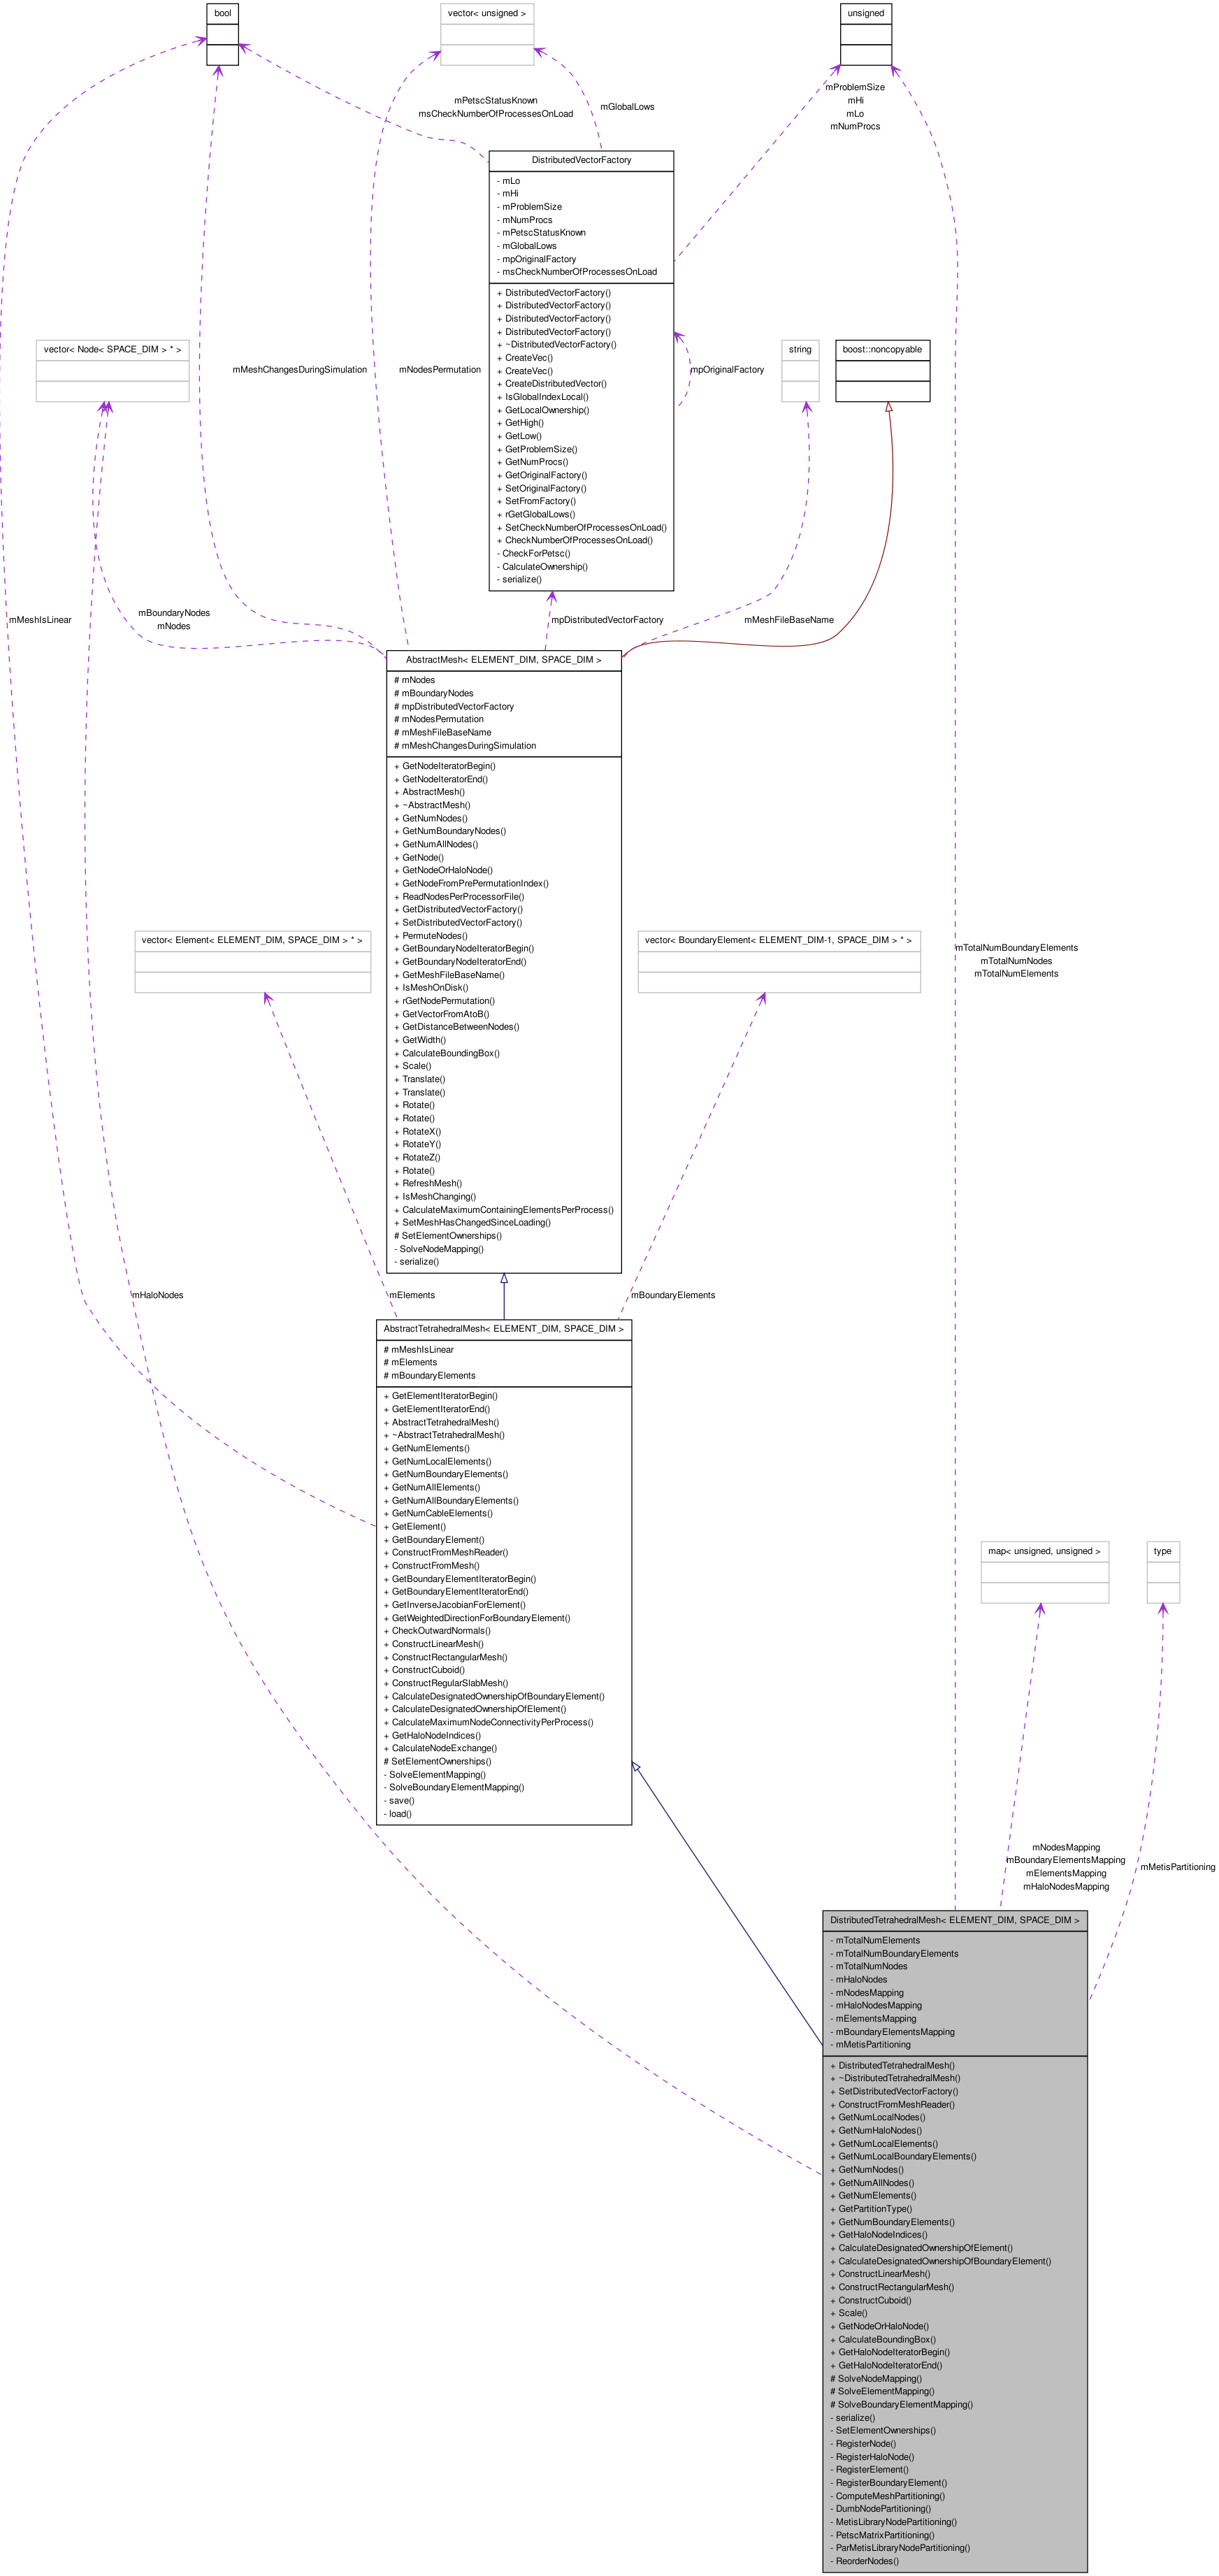 bool
vector< unsigned >
unsigned
mProblemSize
mHi
mLo
mNumProcs
mPetscStatusKnown
msCheckNumberOfProcessesOnLoad
mGlobalLows
DistributedVectorFactory
- mLo
- mHi
- mProblemSize
- mNumProcs
- mPetscStatusKnown
- mGlobalLows
- mpOriginalFactory
- msCheckNumberOfProcessesOnLoad
+ DistributedVectorFactory()
+ DistributedVectorFactory()
+ DistributedVectorFactory()
+ DistributedVectorFactory()
+ ~DistributedVectorFactory()
+ CreateVec()
+ CreateVec()
+ CreateDistributedVector()
+ IsGlobalIndexLocal()
+ GetLocalOwnership()
+ GetHigh()
+ GetLow()
+ GetProblemSize()
+ GetNumProcs()
+ GetOriginalFactory()
+ SetOriginalFactory()
+ SetFromFactory()
+ rGetGlobalLows()
+ SetCheckNumberOfProcessesOnLoad()
+ CheckNumberOfProcessesOnLoad()
- CheckForPetsc()
- CalculateOwnership()
- serialize()
vector< Node< SPACE_DIM > * >
string
boost::noncopyable
mMeshChangesDuringSimulation
mNodesPermutation
mpOriginalFactory
mMeshIsLinear
mBoundaryNodes
mNodes
mpDistributedVectorFactory
mMeshFileBaseName
AbstractMesh< ELEMENT_DIM, SPACE_DIM >
# mNodes
# mBoundaryNodes
# mpDistributedVectorFactory
# mNodesPermutation
# mMeshFileBaseName
# mMeshChangesDuringSimulation
+ GetNodeIteratorBegin()
+ GetNodeIteratorEnd()
+ AbstractMesh()
+ ~AbstractMesh()
+ GetNumNodes()
+ GetNumBoundaryNodes()
+ GetNumAllNodes()
+ GetNode()
+ GetNodeOrHaloNode()
+ GetNodeFromPrePermutationIndex()
+ ReadNodesPerProcessorFile()
+ GetDistributedVectorFactory()
+ SetDistributedVectorFactory()
+ PermuteNodes()
+ GetBoundaryNodeIteratorBegin()
+ GetBoundaryNodeIteratorEnd()
+ GetMeshFileBaseName()
+ IsMeshOnDisk()
+ rGetNodePermutation()
+ GetVectorFromAtoB()
+ GetDistanceBetweenNodes()
+ GetWidth()
+ CalculateBoundingBox()
+ Scale()
+ Translate()
+ Translate()
+ Rotate()
+ Rotate()
+ RotateX()
+ RotateY()
+ RotateZ()
+ Rotate()
+ RefreshMesh()
+ IsMeshChanging()
+ CalculateMaximumContainingElementsPerProcess()
+ SetMeshHasChangedSinceLoading()
# SetElementOwnerships()
- SolveNodeMapping()
- serialize()
vector< Element< ELEMENT_DIM, SPACE_DIM > * >
vector< BoundaryElement< ELEMENT_DIM-1, SPACE_DIM > * >
mTotalNumBoundaryElements
mTotalNumNodes
mTotalNumElements
mHaloNodes
mElements
mBoundaryElements
AbstractTetrahedralMesh< ELEMENT_DIM, SPACE_DIM >
# mMeshIsLinear
# mElements
# mBoundaryElements
+ GetElementIteratorBegin()
+ GetElementIteratorEnd()
+ AbstractTetrahedralMesh()
+ ~AbstractTetrahedralMesh()
+ GetNumElements()
+ GetNumLocalElements()
+ GetNumBoundaryElements()
+ GetNumAllElements()
+ GetNumAllBoundaryElements()
+ GetNumCableElements()
+ GetElement()
+ GetBoundaryElement()
+ ConstructFromMeshReader()
+ ConstructFromMesh()
+ GetBoundaryElementIteratorBegin()
+ GetBoundaryElementIteratorEnd()
+ GetInverseJacobianForElement()
+ GetWeightedDirectionForBoundaryElement()
+ CheckOutwardNormals()
+ ConstructLinearMesh()
+ ConstructRectangularMesh()
+ ConstructCuboid()
+ ConstructRegularSlabMesh()
+ CalculateDesignatedOwnershipOfBoundaryElement()
+ CalculateDesignatedOwnershipOfElement()
+ CalculateMaximumNodeConnectivityPerProcess()
+ GetHaloNodeIndices()
+ CalculateNodeExchange()
# SetElementOwnerships()
- SolveElementMapping()
- SolveBoundaryElementMapping()
- save()
- load()
map< unsigned, unsigned >
type
mNodesMapping
mBoundaryElementsMapping
mElementsMapping
mHaloNodesMapping
mMetisPartitioning
DistributedTetrahedralMesh< ELEMENT_DIM, SPACE_DIM >
- mTotalNumElements
- mTotalNumBoundaryElements
- mTotalNumNodes
- mHaloNodes
- mNodesMapping
- mHaloNodesMapping
- mElementsMapping
- mBoundaryElementsMapping
- mMetisPartitioning
+ DistributedTetrahedralMesh()
+ ~DistributedTetrahedralMesh()
+ SetDistributedVectorFactory()
+ ConstructFromMeshReader()
+ GetNumLocalNodes()
+ GetNumHaloNodes()
+ GetNumLocalElements()
+ GetNumLocalBoundaryElements()
+ GetNumNodes()
+ GetNumAllNodes()
+ GetNumElements()
+ GetPartitionType()
+ GetNumBoundaryElements()
+ GetHaloNodeIndices()
+ CalculateDesignatedOwnershipOfElement()
+ CalculateDesignatedOwnershipOfBoundaryElement()
+ ConstructLinearMesh()
+ ConstructRectangularMesh()
+ ConstructCuboid()
+ Scale()
+ GetNodeOrHaloNode()
+ CalculateBoundingBox()
+ GetHaloNodeIteratorBegin()
+ GetHaloNodeIteratorEnd()
# SolveNodeMapping()
# SolveElementMapping()
# SolveBoundaryElementMapping()
- serialize()
- SetElementOwnerships()
- RegisterNode()
- RegisterHaloNode()
- RegisterElement()
- RegisterBoundaryElement()
- ComputeMeshPartitioning()
- DumbNodePartitioning()
- MetisLibraryNodePartitioning()
- PetscMatrixPartitioning()
- ParMetisLibraryNodePartitioning()
- ReorderNodes()